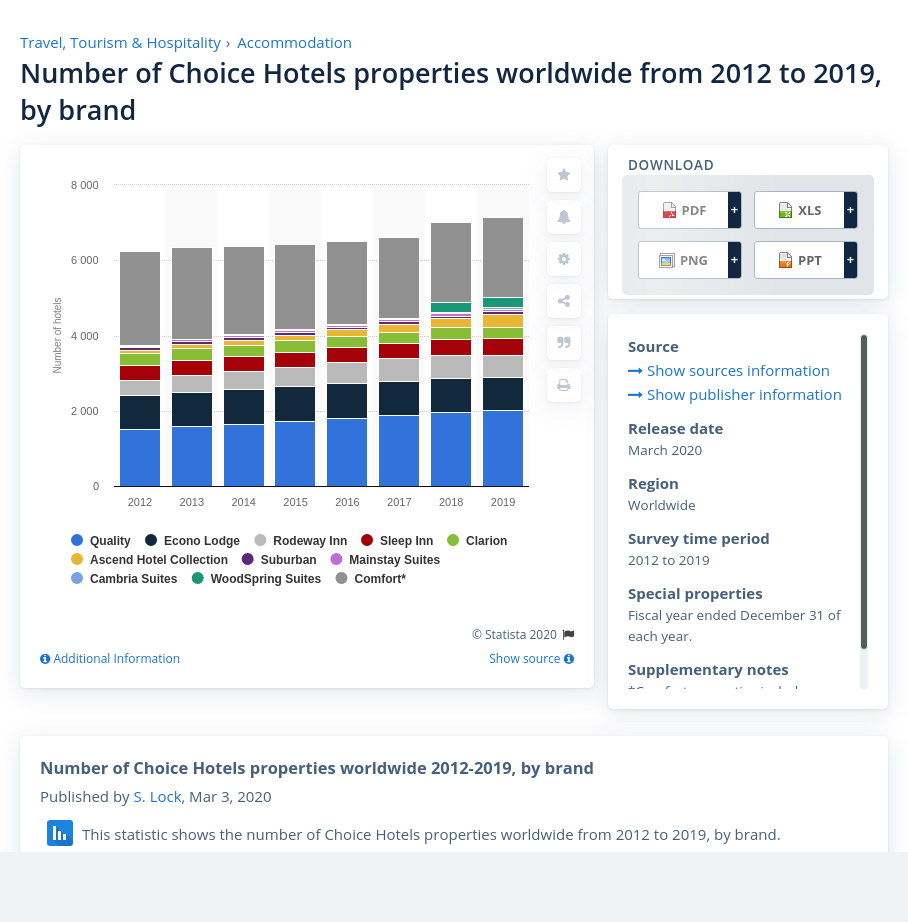 Travel, Tourism & Hospitality › Accommodation
Number of Choice Hotels properties worldwide from 2012 to 2019,
by brand
DOWNLOAD
PDF +
XLS +
PNG +
PPT +
Number of hotels
8 000
6 000
4 000
2 000
0
2012 2013 2014 2015 2016 2017 2018 2019
Quality Econo Lodge Rodeway Inn Sleep Inn Clarion
Ascend Hotel Collection Suburban Mainstay Suites
Cambria Suites WoodSpring Suites Comfort*
© Statista 2020
Additional Information
Show source
Source
Show sources information
Show publisher information
Release date
March 2020
Region
Worldwide
Survey time period
2012 to 2019
Special properties
Fiscal year ended December 31 of
each year.
Supplementary notes
Number of Choice Hotels properties worldwide 2012-2019, by brand
Published by S. Lock, Mar 3, 2020
This statistic shows the number of Choice Hotels properties worldwide from 2012 to 2019, by brand.